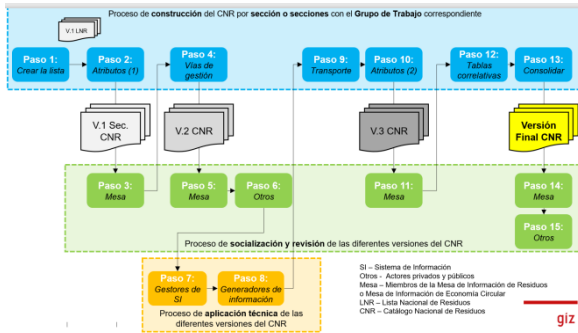 Proceso de construcción del CNR por sección o secciones con el Grupo de Trabajo correspondiente
V.1 LNR
Paso 1:
Crear la lista
Paso 2:
Atributos (1)
Paso 4:
Vías de
gestión
Paso 9:
Transporte
Paso 10:
Atributos (2)
Paso 12:
Tablas
correlativas
Paso 13:
Consolidar
V.1 Sec.
CNR
V.2 CNR
V.3 CNR
Versión
Final CNR
Paso 3:
Mesa
Paso 5:
Mesa
Paso 6:
Otros
Paso 11:
Mesa
Paso 14:
Mesa
Paso 15:
Otros
Proceso de socialización y revisión de las diferentes versiones del CNR
Paso 7:
Gestores de
SI
Paso 8:
Generadores de
información
Proceso de aplicación técnica de las
diferentes versiones del CNR
SI – Sistema de Información
Otros - Actores privados y públicos
Mesa – Miembros de la Mesa de Información de Residuos
o Mesa de Información de Economía Circular
LNR – Lista Nacional de Residuos
CNR – Catálogo Nacional de Residuos
giz